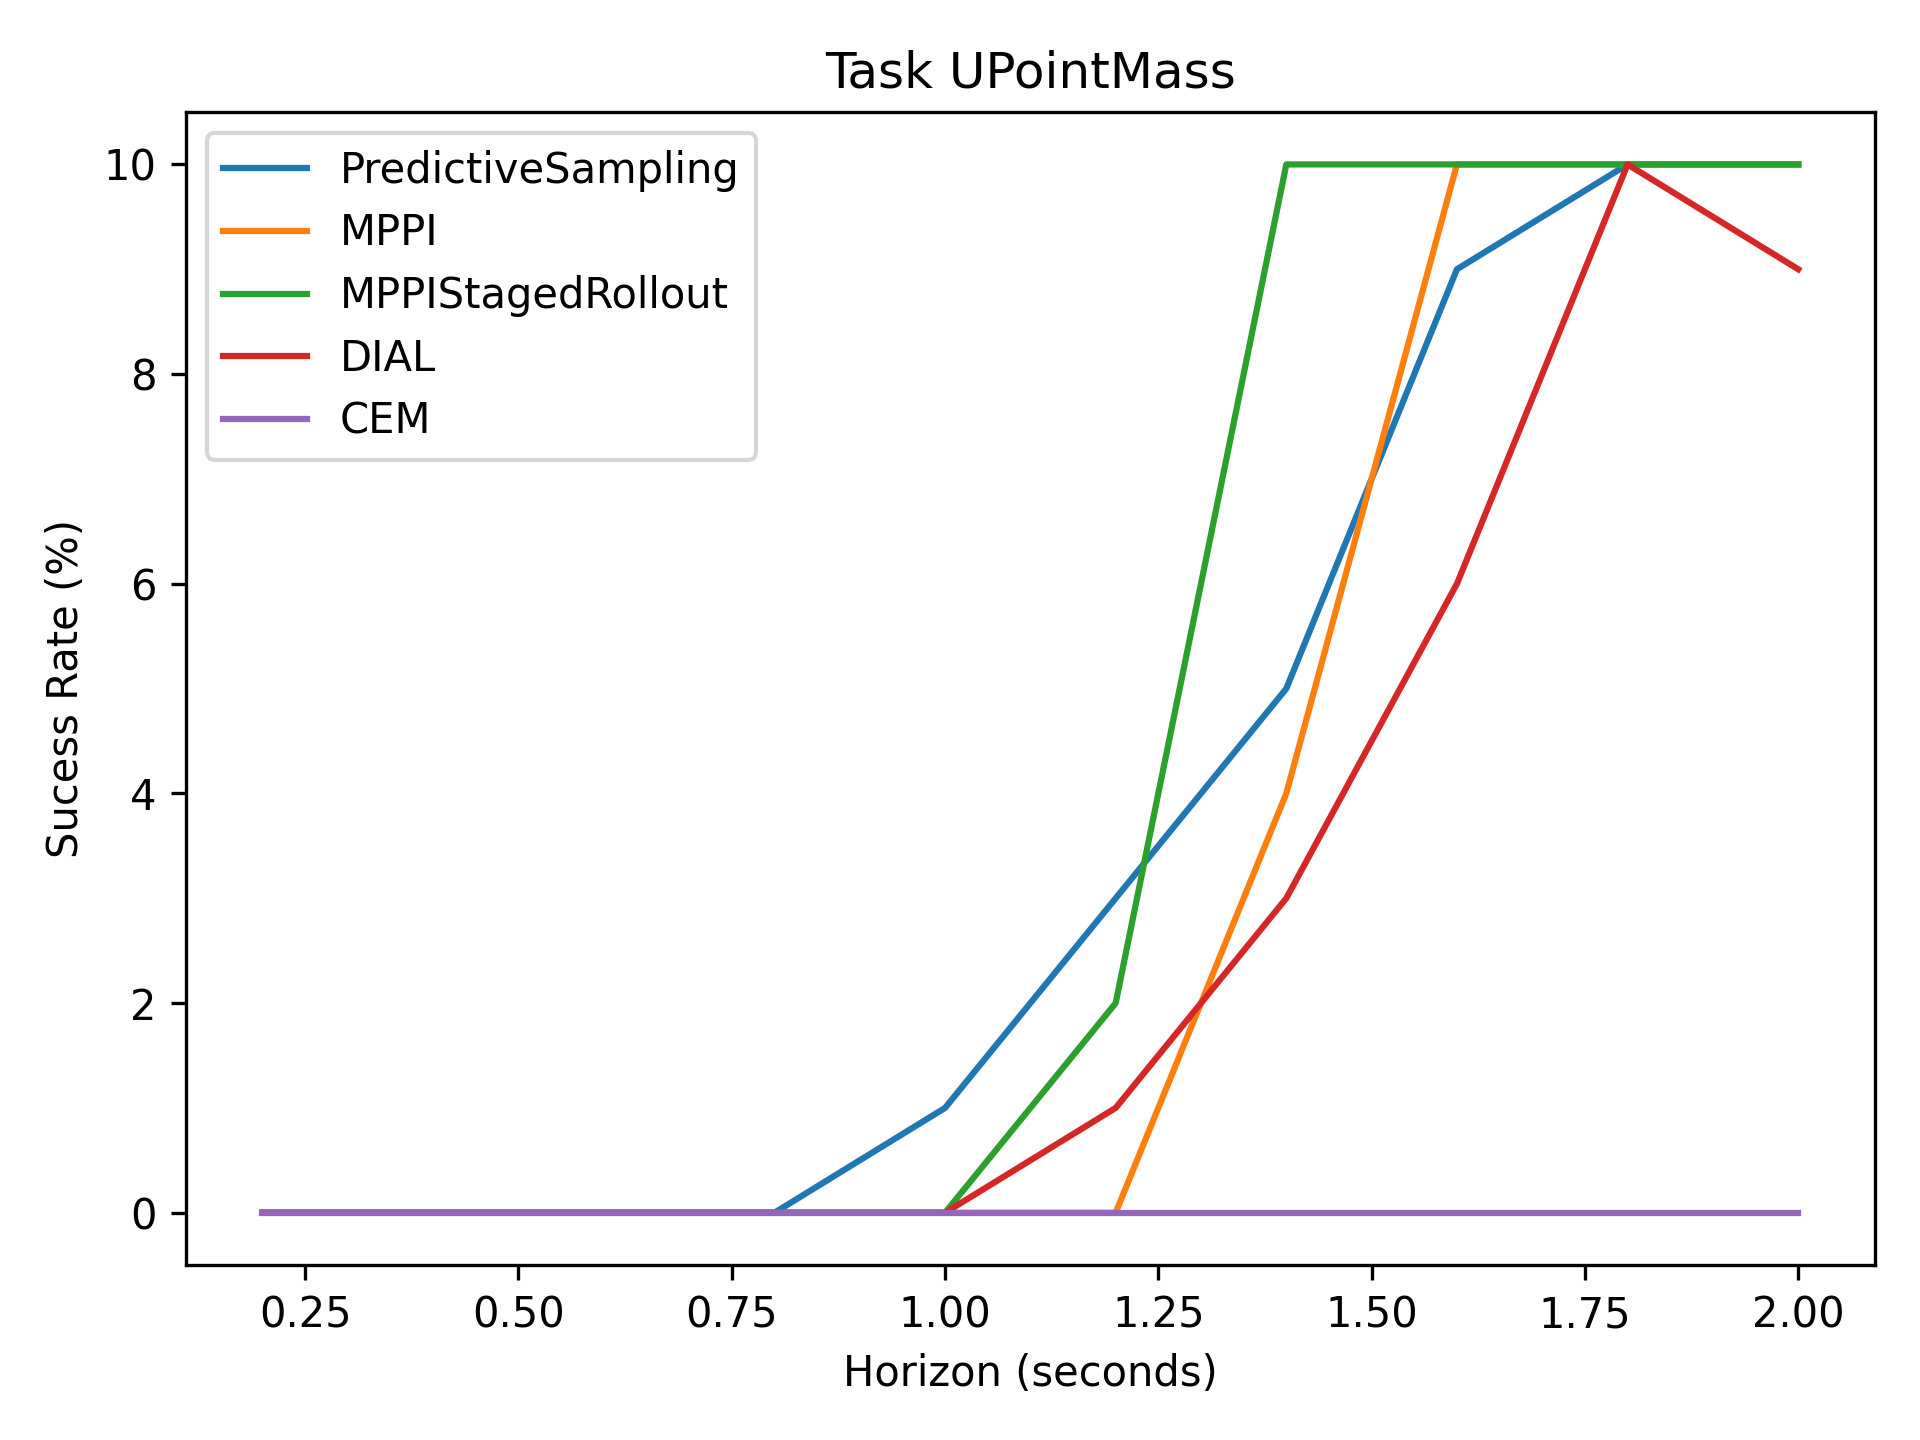 Task UPointMass
PredictiveSampling
MPPI
MPPIStagedRollout
DIAL
CEM
Sucess Rate (%)
10
8
6
4
2
0
0.25 0.50 0.75 1.00 1.25 1.50 1.75 2.00
Horizon (seconds)